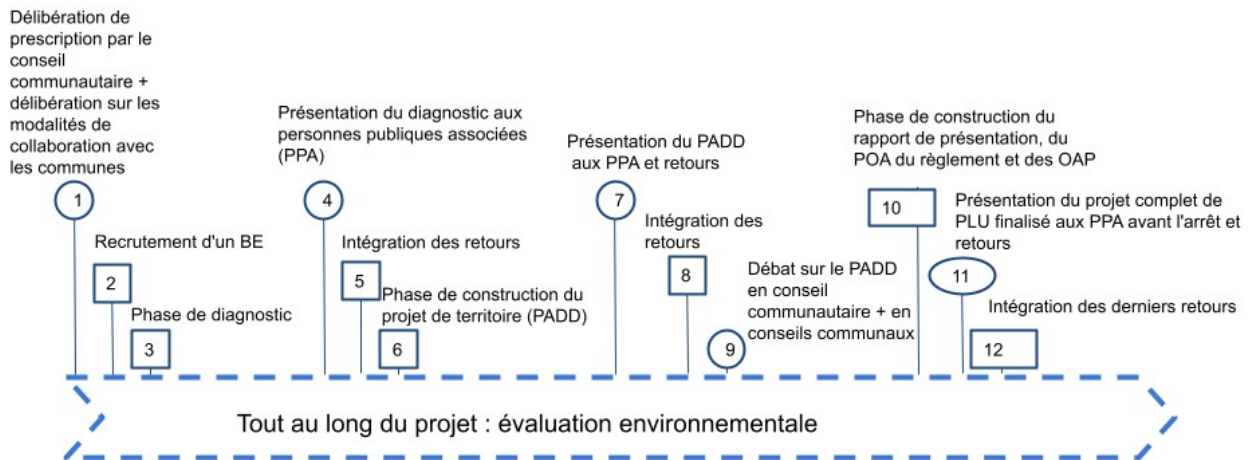 Délibération de
prescription par le
conseil
communautaire +
délibération sur les
modalités de
collaboration avec
les communes
1
Recrutement d'un BE
2
Phase de diagnostic
3
Présentation du diagnostic aux
personnes publiques associées
(PPA)
4
Intégration des retours
5
Phase de construction du
projet de territoire (PADD)
6
Présentation du PADD
aux PPA et retours
7
Intégration des
retours
8
Débat sur le PADD
en conseil
communautaire + en
conseils communaux
9
Phase de construction du
rapport de présentation, du
POA du règlement et des OAP
10
Présentation du projet complet de
PLU finalisé aux PPA avant l'arrêt et
retours
11
Intégration des derniers retours
12
Tout au long du projet : évaluation environnementale